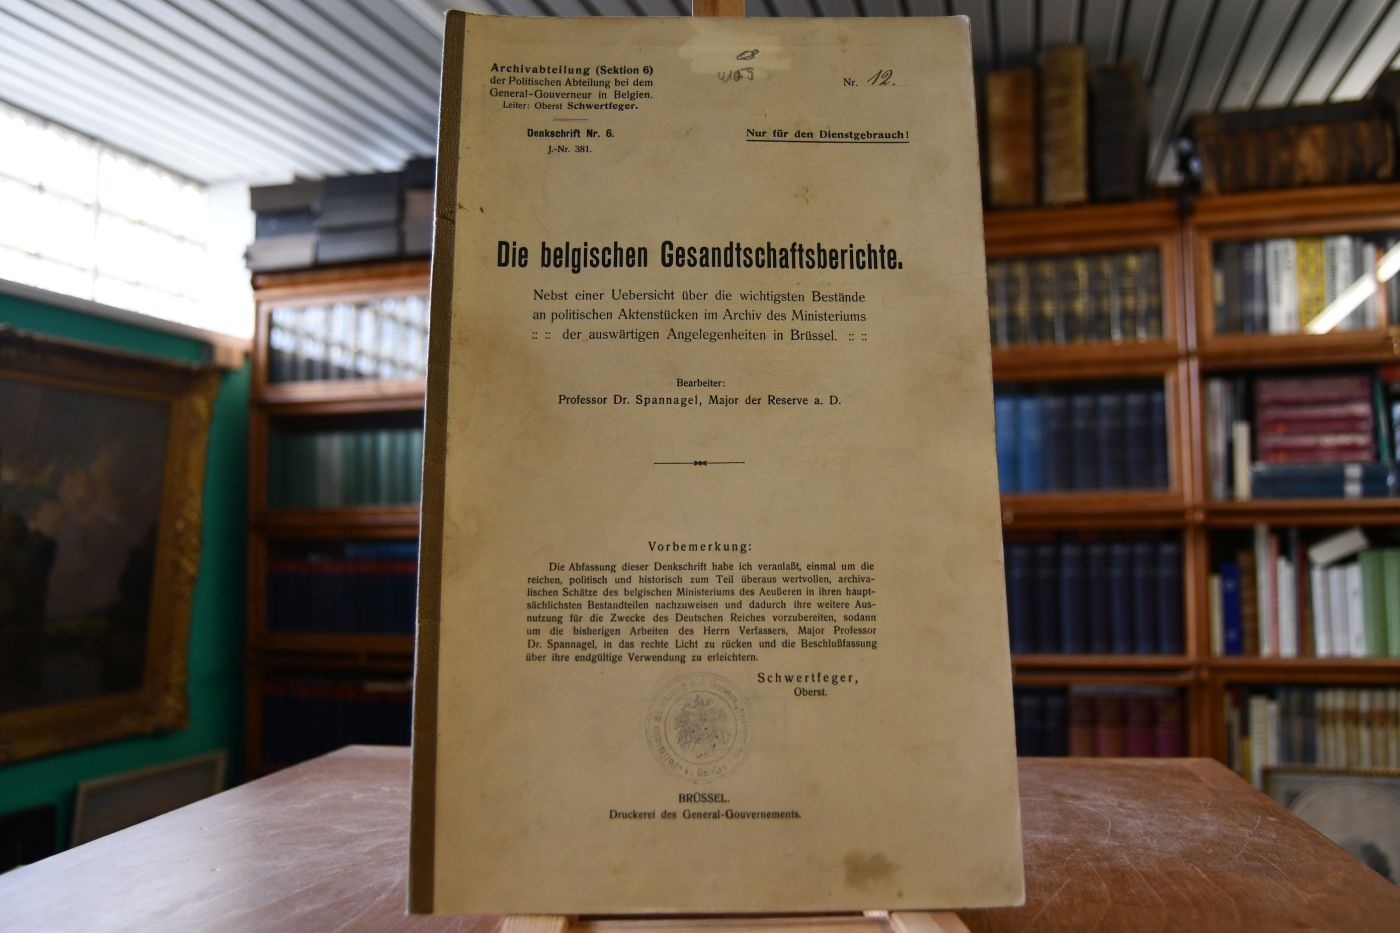 Archivabteilung (Sektion 6)
der Politischen Abteilung bei dem
General-Gouverneur in Belgien.
Leiter: Oberst Schwertfeger.
Denkschrift Nr. 6.
J.-Nr. 381.
Nr. 12.
Nur für den Dienstgebrauch!
Die belgischen Gesandtschaftsberichte.
Nebst einer Uebersicht über die wichtigsten Bestände
an politischen Aktenstücken im Archiv des Ministeriums
:: :: der auswärtigen Angelegenheiten in Brüssel. :: ::
Bearbeiter:
Professor Dr. Spannagel, Major der Reserve a. D.
Vorbemerkung:
Die Abfassung dieser Denkschrift habe ich veranlaßt, einmal um die
reichen, politisch und historisch zum Teil überaus wertvollen, archiva-
lischen Schätze des belgischen Ministeriums des Aeußeren in ihren haupt-
sächlichsten Bestandteilen nachzuweisen und dadurch ihre weitere Aus-
nutzung für die Zwecke des Deutschen Reiches vorzubereiten, sodann
um die bisherigen Arbeiten des Herrn Verfassers, Major Professor
Dr. Spannagel, in das rechte Licht zu rücken und die Beschlußfassung
über ihre endgültige Verwendung zu erleichtern.
Schwertfeger,
Oberst.
BRÜSSEL.
Druckerei des General-Gouvernements.